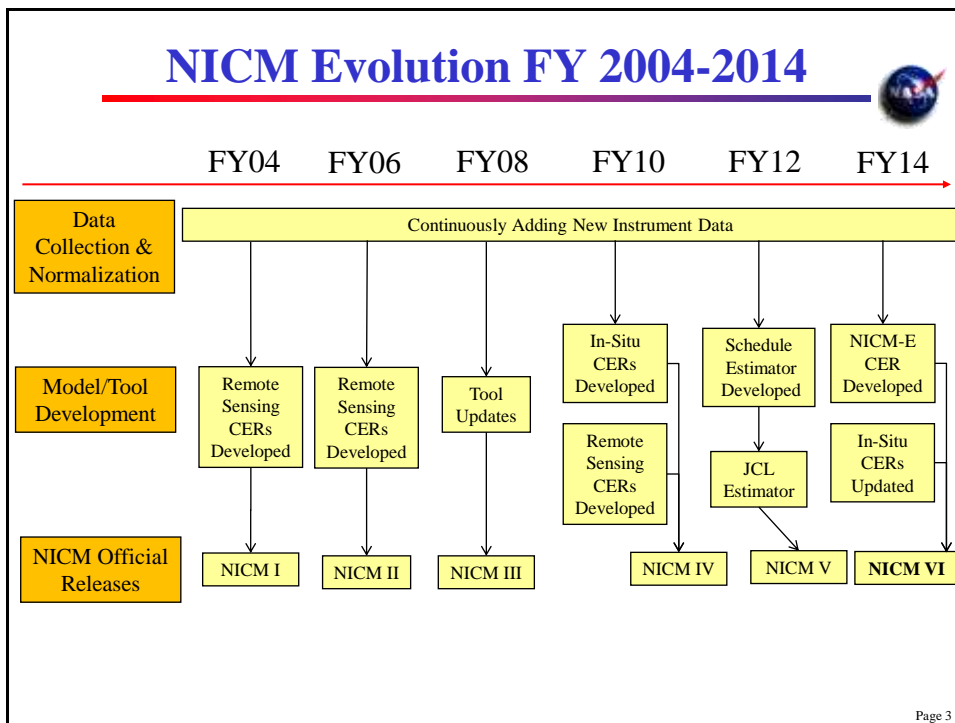 NICM Evolution FY 2004-2014
NASA
FY04 FY06 FY08 FY10 FY12 FY14
Data
Collection &
Normalization
Continuously Adding New Instrument Data
Model/Tool
Development
Remote
Sensing
CERs
Developed
Remote
Sensing
CERs
Developed
Tool
Updates
In-Situ
CERs
Developed
Remote
Sensing
CERs
Developed
Schedule
Estimator
Developed
JCL
Estimator
NICM-E
CER
Developed
In-Situ
CERs
Updated
NICM Official
Releases
NICM I
NICM II
NICM III
NICM IV
NICM V
NICM VI
Page 3